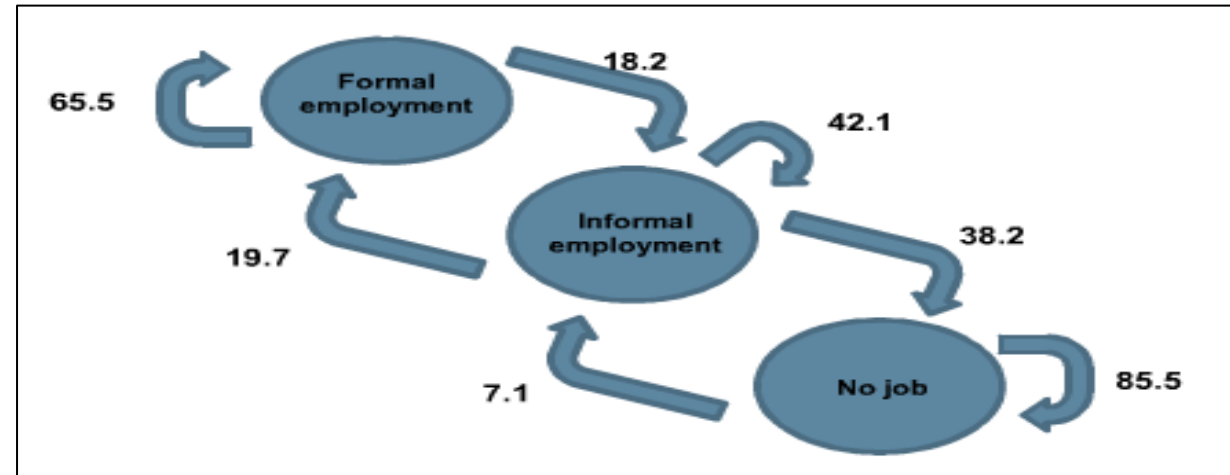 18.2
Formal
employment
65.5
42.1
Informal
employment
38.2
19.7
No job
85.5
7.1